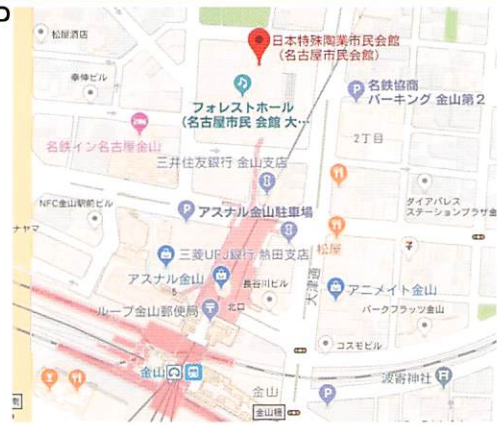 松屋酒店
日本特殊陶業市民会館
(名古屋市民会館)
幸伸ビル
フォレストホール
(名古屋市民 会館 大…
名鉄協商
パーキング 金山第2
名鉄イン名古屋金山
2丁目
三井住友銀行 金山支店
ダイアパレス
ステーションプラザ金
NFC金山駅前ビル
アスナル金山駐車場
ナヤマ
松屋
三菱UFJ銀行 熱田支店
アスナル金山
長谷川ビル
大津通
アニメイト金山
ループ金山郵便局
北口
パークフラッツ金山
コスモビル
金山
波寄神社
金山
金山橋